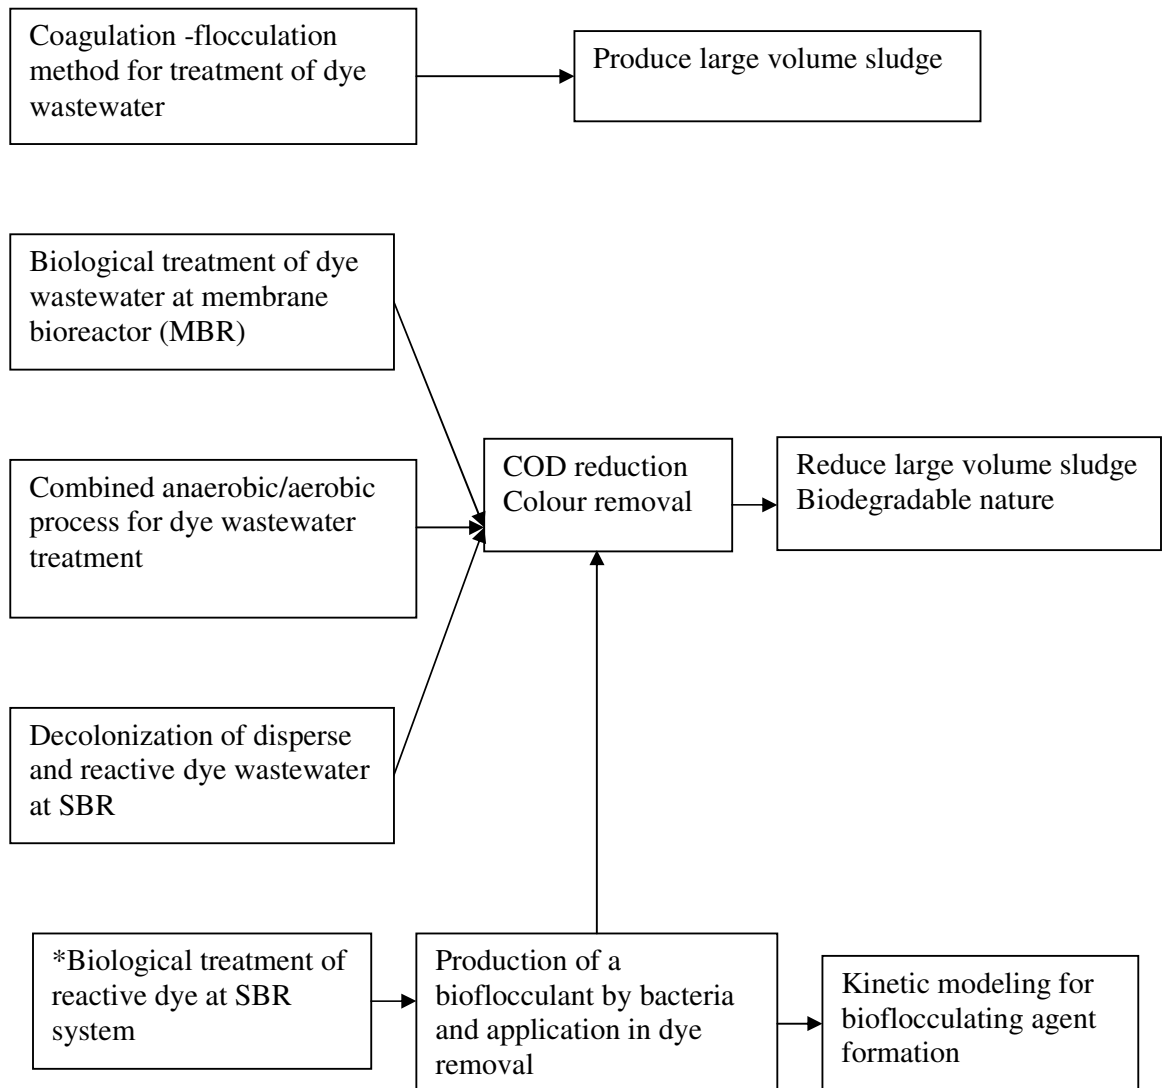 Coagulation -flocculation
method for treatment of dye
wastewater
Produce large volume sludge
Biological treatment of dye
wastewater at membrane
bioreactor (MBR)
Combined anaerobic/aerobic
process for dye wastewater
treatment
COD reduction
Colour removal
Reduce large volume sludge
Biodegradable nature
Decolonization of disperse
and reactive dye wastewater
at SBR
*Biological treatment of
reactive dye at SBR
system
Production of a
bioflocculant by bacteria
and application in dye
removal
Kinetic modeling for
bioflocculating agent
formation